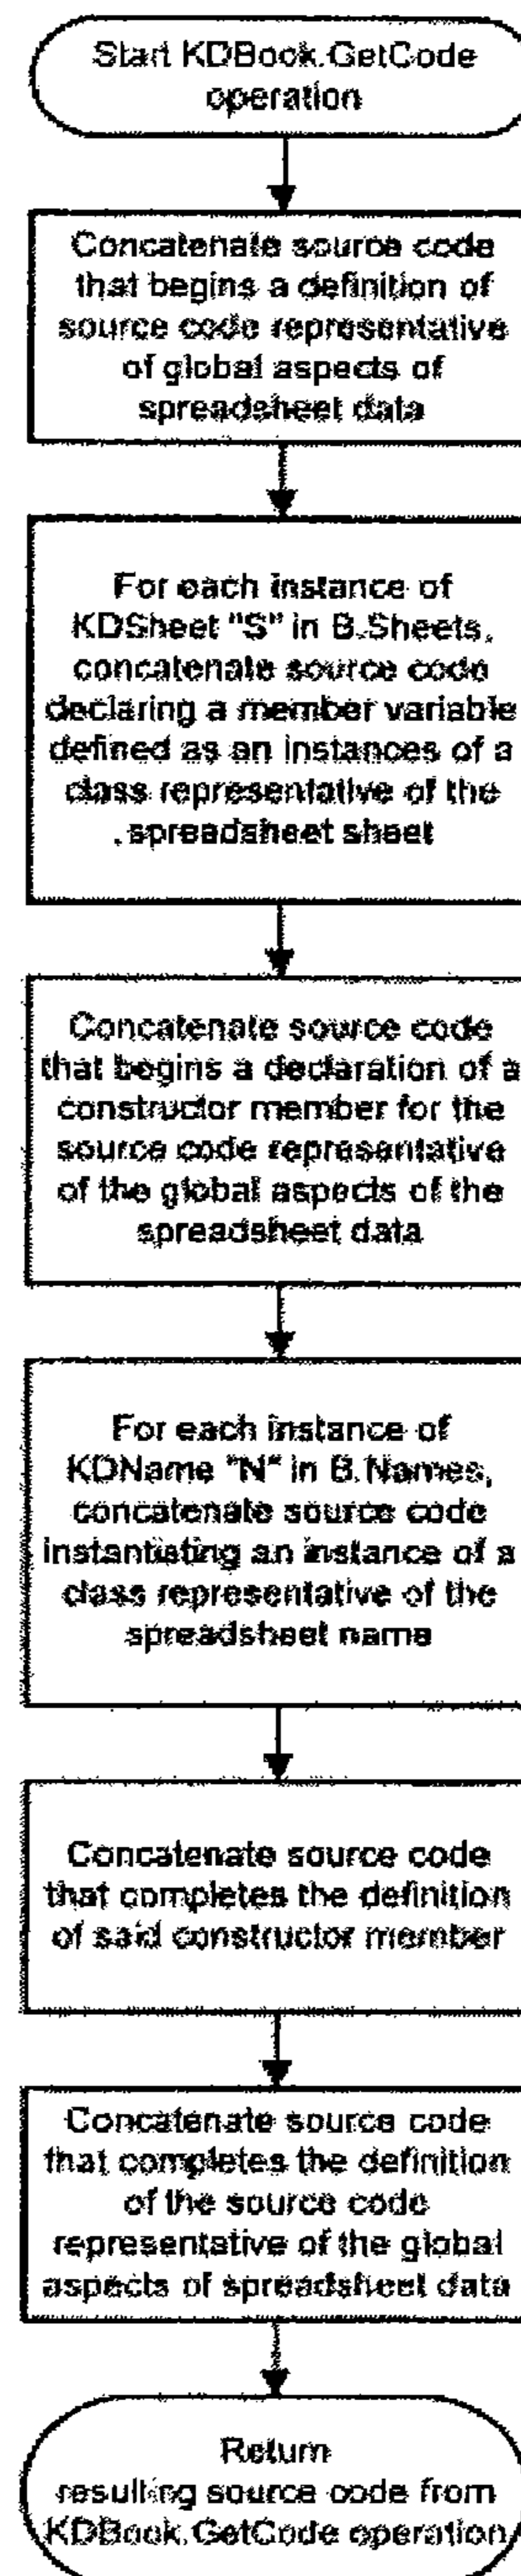 Start KDBook.GetCode
operation
Concatenate source code
that begins a definition of
source code representative
of global aspects of
spreadsheet data
For each instance of
KDSheet "S" in B.Sheets,
concatenate source code
declaring a member variable
defined as an instances of a
class representative of the
spreadsheet sheet
Concatenate source code
that begins a declaration of a
constructor member for the
source code representative
of the global aspects of the
spreadsheet data
For each instance of
KDName "N" in B.Names,
concatenate source code
instantiating an instance of a
class representative of the
spreadsheet name
Concatenate source code
that completes the definition
of said constructor member
Concatenate source code
that completes the definition
of the source code
representative of the global
aspects of spreadsheet data
Return
resulting source code from
KDBook.GetCode operation